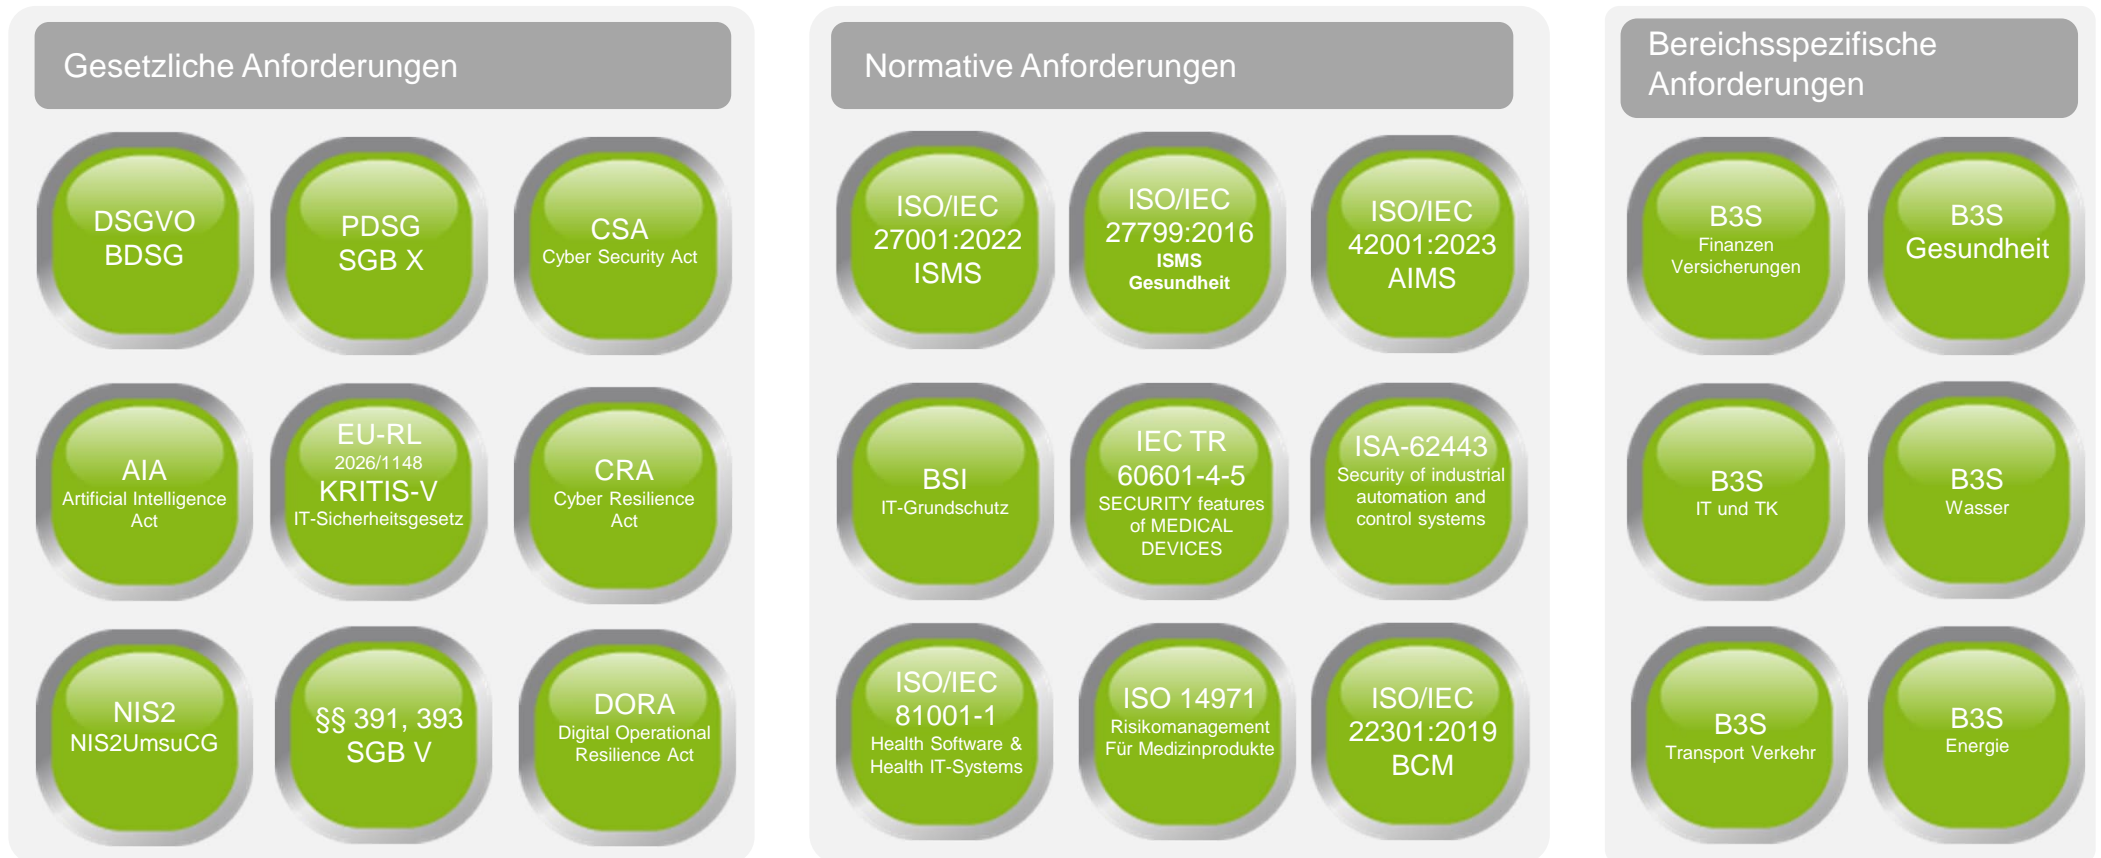 Gesetzliche Anforderungen
DSGVO
BDSG
PDSG
SGB X
CSA
Cyber Security Act
AIA
Artificial Intelligence
Act
EU-RL
2026/1148
KRITIS-V
IT-Sicherheitsgesetz
CRA
Cyber Resilience
Act
NIS2
NIS2UmsuCG
§§ 391, 393
SGB V
DORA
Digital Operational
Resilience Act
Normative Anforderungen
ISO/IEC
27001:2022
ISMS
ISO/IEC
27799:2016
ISMS
Gesundheit
ISO/IEC
42001:2023
AIMS
BSI
IT-Grundschutz
IEC TR
60601-4-5
SECURITY features
of MEDICAL
DEVICES
ISA-62443
Security of industrial
automation and
control systems
ISO/IEC
81001-1
Health Software &
Health IT-Systems
ISO 14971
Risikomanagement
Für Medizinprodukte
ISO/IEC
22301:2019
BCM
Bereichsspezifische
Anforderungen
B3S
Finanzen
Versicherungen
B3S
Gesundheit
B3S
IT und TK
B3S
Wasser
B3S
Transport Verkehr
B3S
Energie